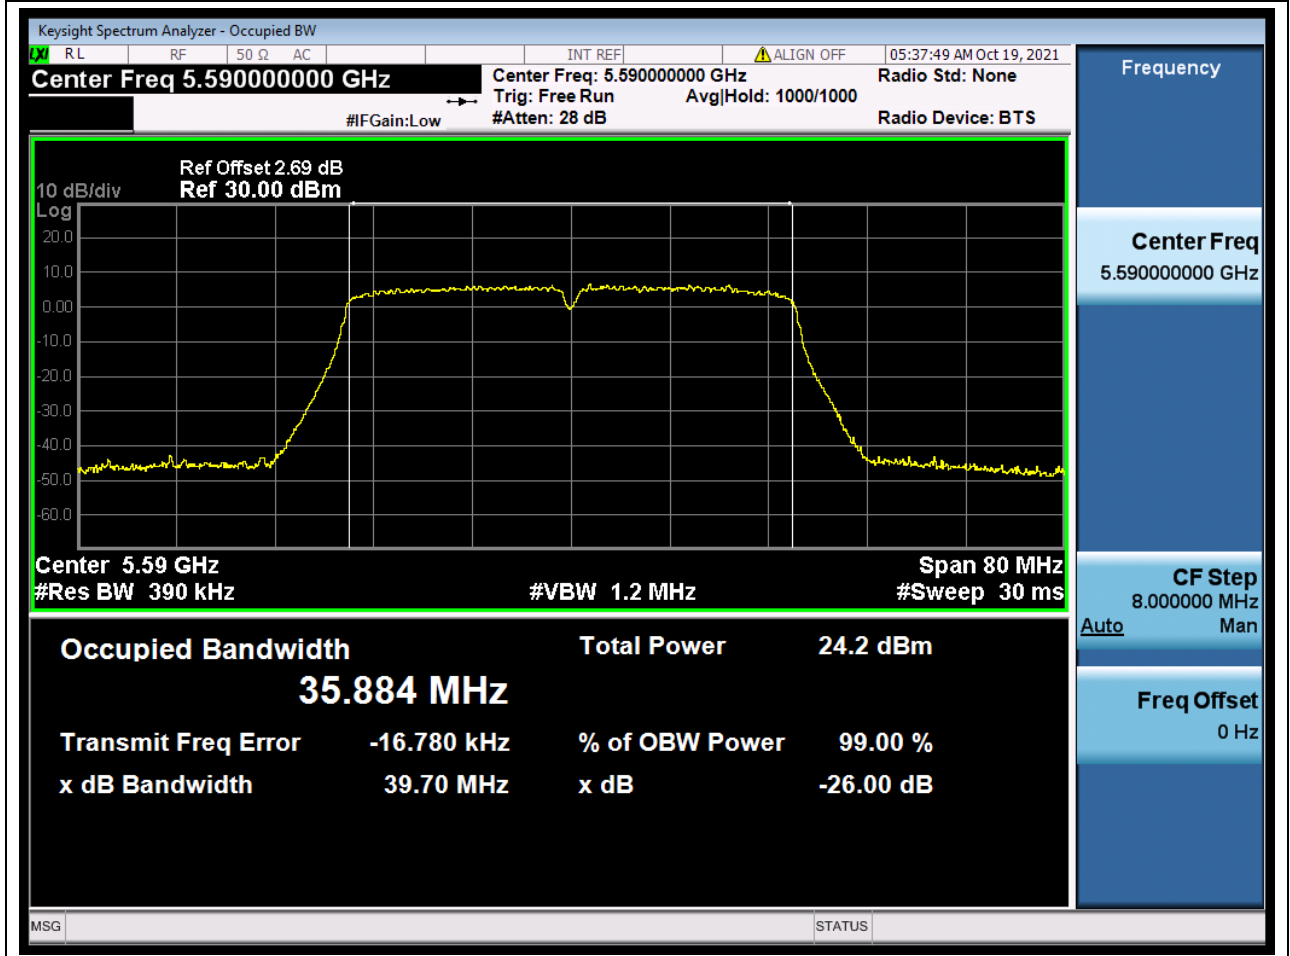 Keysight Spectrum Analyzer - Occupied BW
LXI RL RF 50 Ω AC INT REF ALIGN OFF 05:37:49 AM Oct 19, 2021
Center Freq 5.590000000 GHz
Center Freq: 5.590000000 GHz
Radio Std: None
Trig: Free Run Avg|Hold: 1000/1000
#IFGain:Low
#Atten: 28 dB
Radio Device: BTS
Ref Offset 2.69 dB
10 dB/div Ref 30.00 dBm
Log
20.0
10.0
0.00
-10.0
-20.0
-30.0
-40.0
-50.0
-60.0
Center 5.59 GHz Span 80 MHz
#Res BW 390 kHz #VBW 1.2 MHz #Sweep 30 ms
Occupied Bandwidth Total Power 24.2 dBm
35.884 MHz
Transmit Freq Error -16.780 kHz % of OBW Power 99.00 %
x dB Bandwidth 39.70 MHz x dB -26.00 dB
Frequency
Center Freq
5.590000000 GHz
CF Step
8.000000 MHz
Auto Man
Freq Offset
0 Hz
MSG STATUS